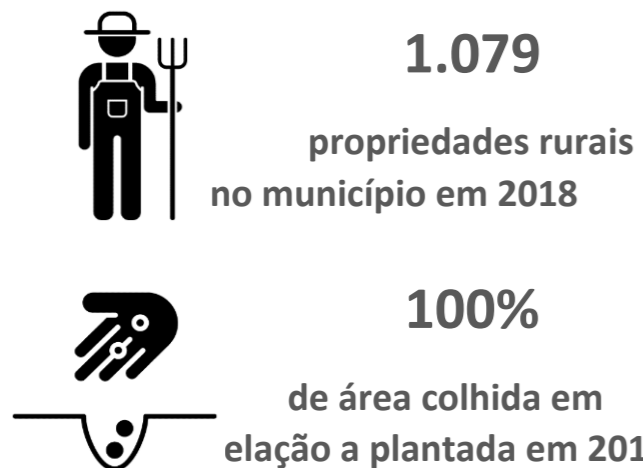 1.079
propriedades rurais
no município em 2018
100%
de área colhida em
elação a plantada em 201